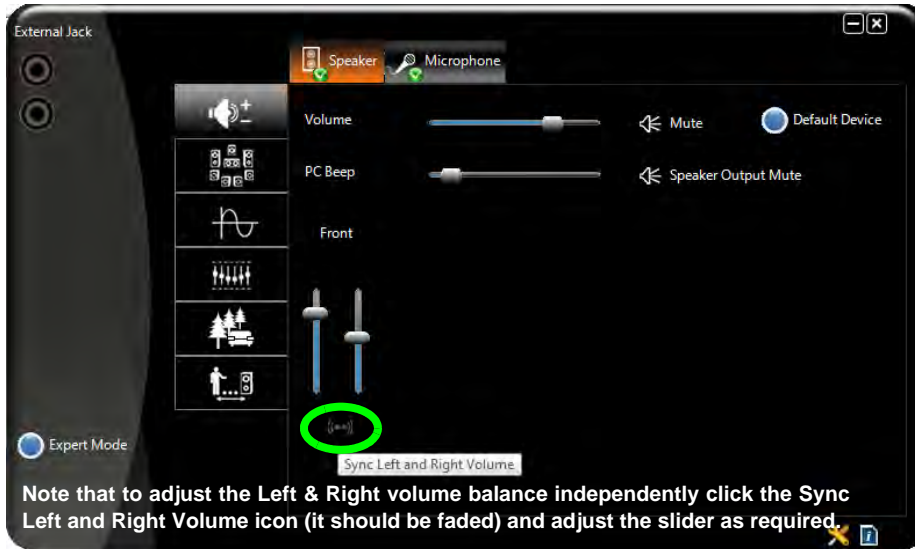 External Jack
Speaker
Microphone
Volume
Mute
Default Device
PC Beep
Speaker Output Mute
Front
Expert Mode
Sync Left and Right Volume
Note that to adjust the Left & Right volume balance independently click the Sync
Left and Right Volume icon (it should be faded) and adjust the slider as required.